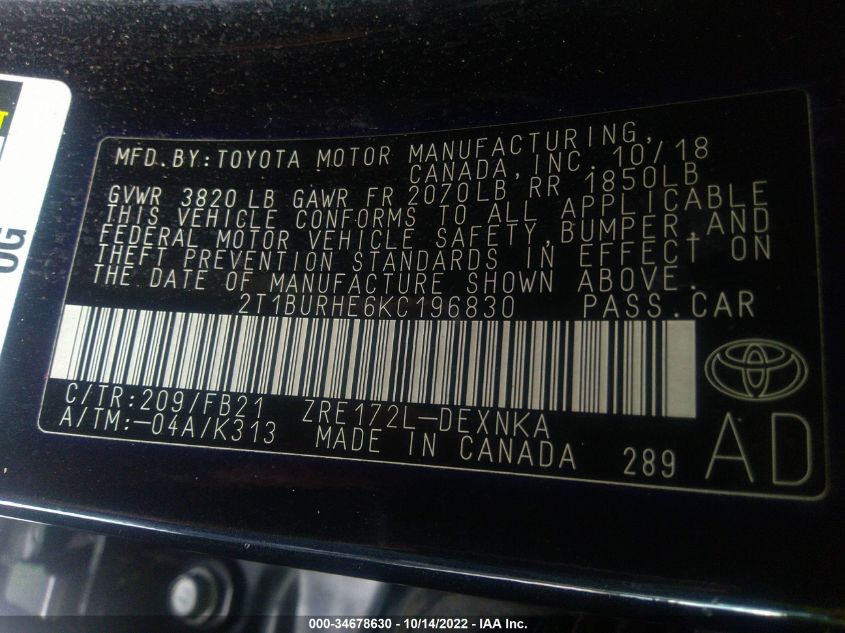 MFD. BY: TOYOTA MOTOR MANUFACTURING,
CANADA, INC. 10/18
GVWR 3820 LB GAWR FR 2070LB RR 1850LB
THIS VEHICLE CONFORMS TO ALL APPLICABLE
FEDERAL MOTOR VEHICLE SAFETY, BUMPER, AND
THEFT PREVENTION STANDARDS IN EFFECT ON
THE DATE OF MANUFACTURE SHOWN ABOVE.
2T1BURHE6KC196830 PASS. CAR
C/TR: 209/FB21 ZRE172L-DEXNKA
A/TM: -04A/K313 MADE IN CANADA 289 AD
000-34678630 - 10/14/2022 - IAA Inc.